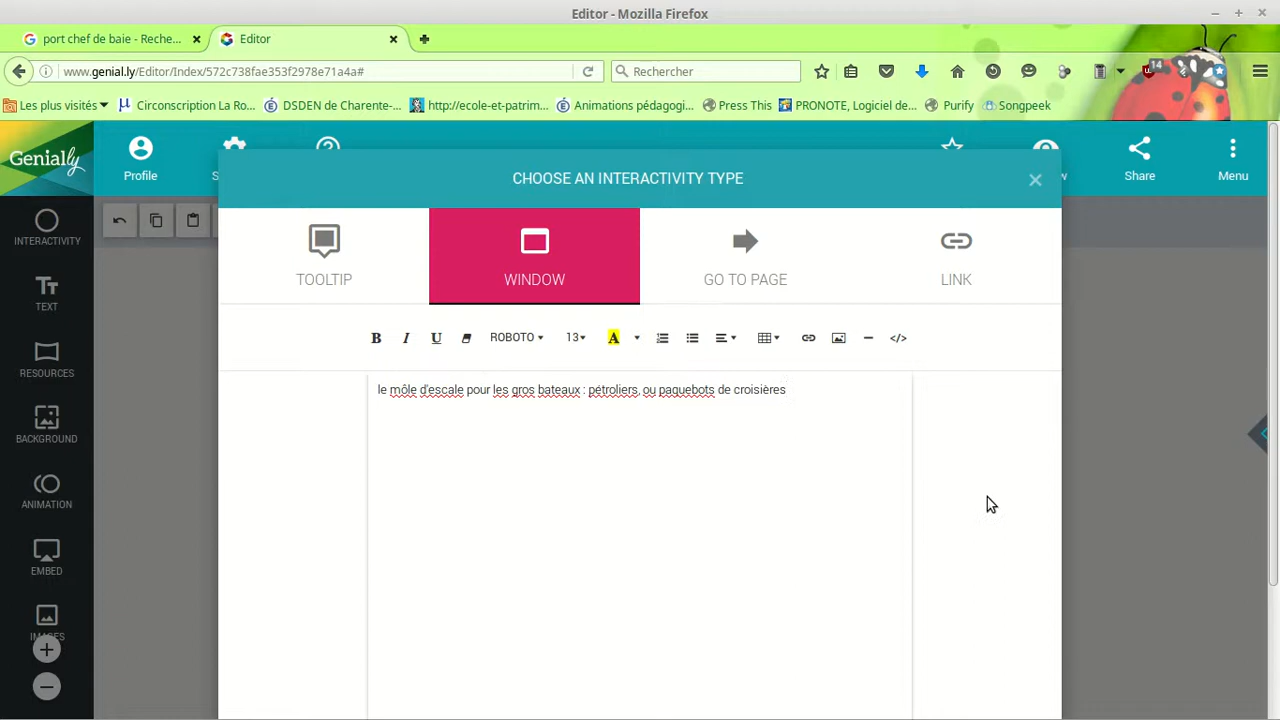 Editor - Mozilla Firefox
port chef de baie - Reche...
Editor
www.genial.ly/Editor/Index/572c738fae353f2978e71a4a#
Rechercher
14
Les plus visités
Circonscription La Ro...
DSDEN de Charente-...
http://ecole-et-patrim...
Animations pédagogi...
Press This
PRONOTE, Logiciel de...
Purify
Songpeek
Genially
Profile
S
w
Share
Menu
CHOOSE AN INTERACTIVITY TYPE
INTERACTIVITY
TEXT
RESOURCES
BACKGROUND
ANIMATION
EMBED
IMAGES
TOOLTIP
WINDOW
GO TO PAGE
LINK
B I U ROBOTO 13 A </>
le môle d'escale pour les gros bateaux : pétroliers, ou paquebots de croisières